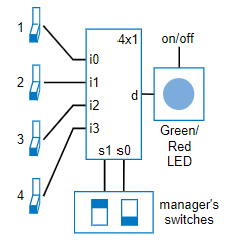 1
2
3
4
i0
i1
i2
i3
4x1
d
s1 s0
on/off
Green/
Red
LED
manager's
switches